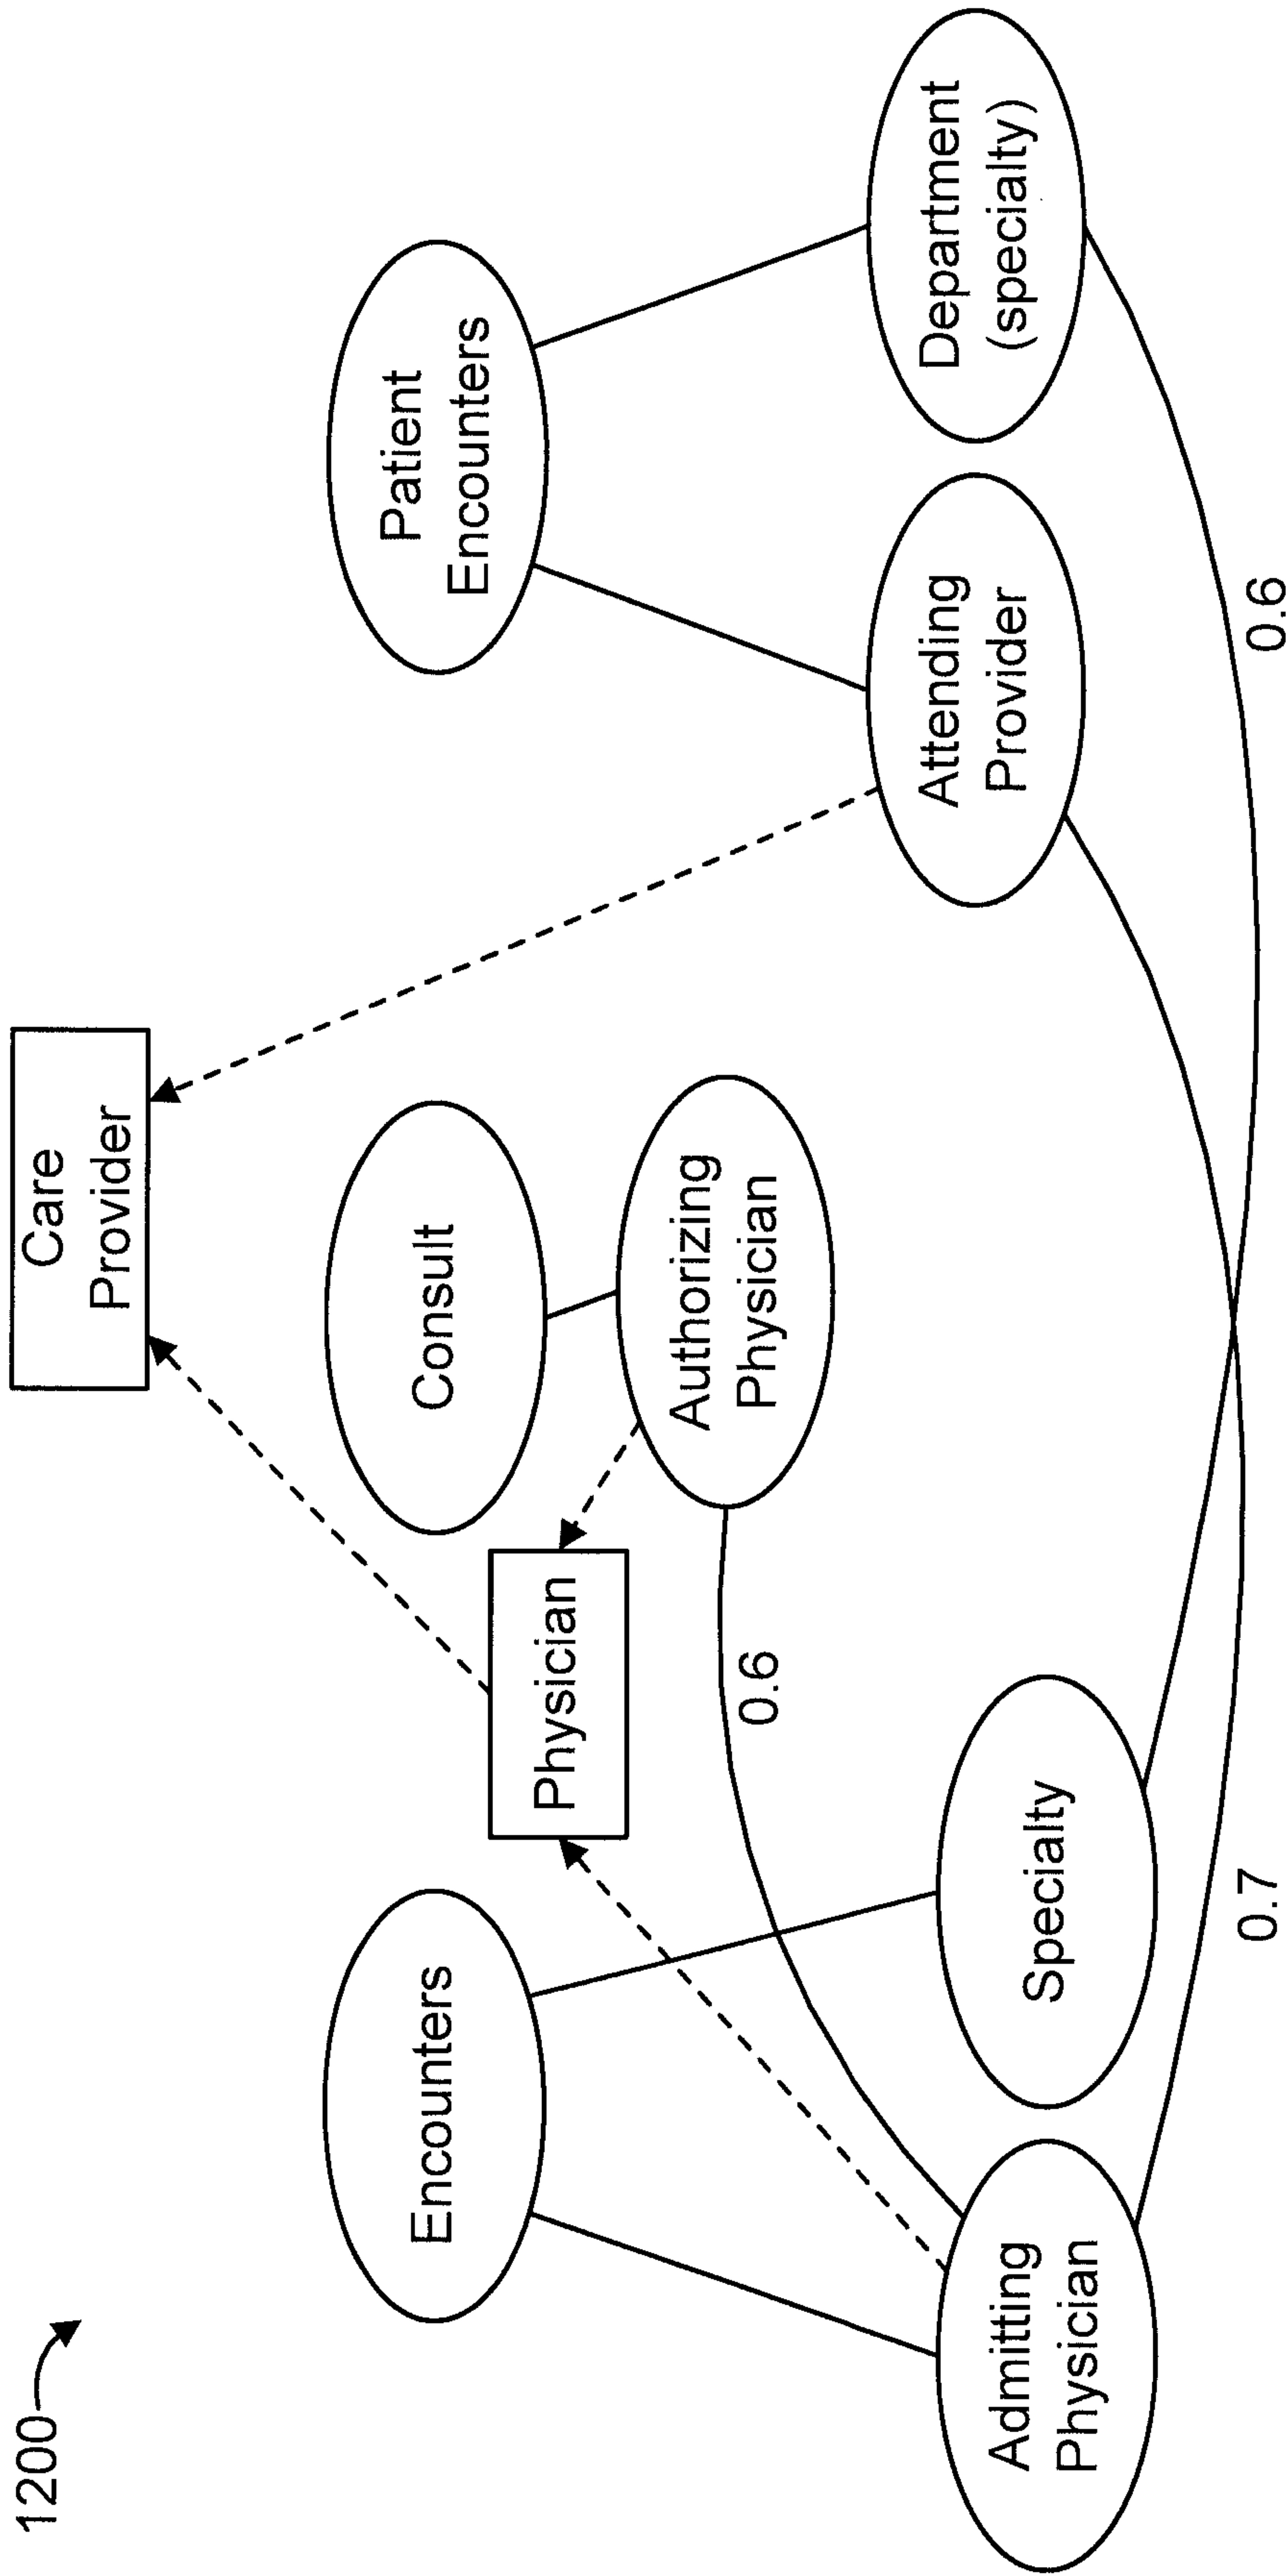 1200
Care
Provider
Encounters
Consult
Patient
Encounters
Physician
Authorizing
Physician
0.6
Admitting
Physician
Specialty
Attending
Provider
Department
(specialty)
0.7
0.6